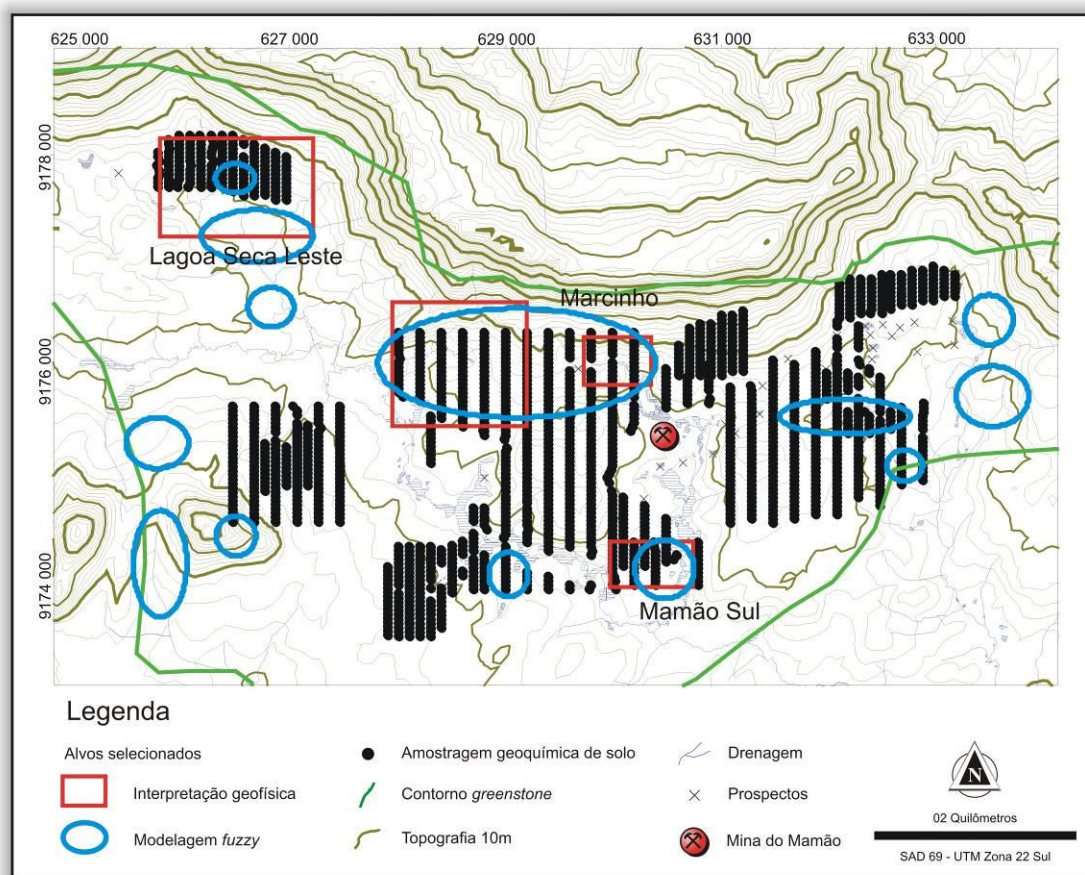 625 000 627 000 629 000 631 000 633 000
9178 000
9176 000
9174 000
Lagoa Seca Leste
Marcinho
Mamão Sul
Legenda
Alvos selecionados
Interpretação geofísica
Modelagem fuzzy
Amostragem geoquímica de solo
Contorno greenstone
Topografia 10m
Drenagem
Prospectos
Mina do Mamão
N
02 Quilômetros
SAD 69 - UTM Zona 22 Sul